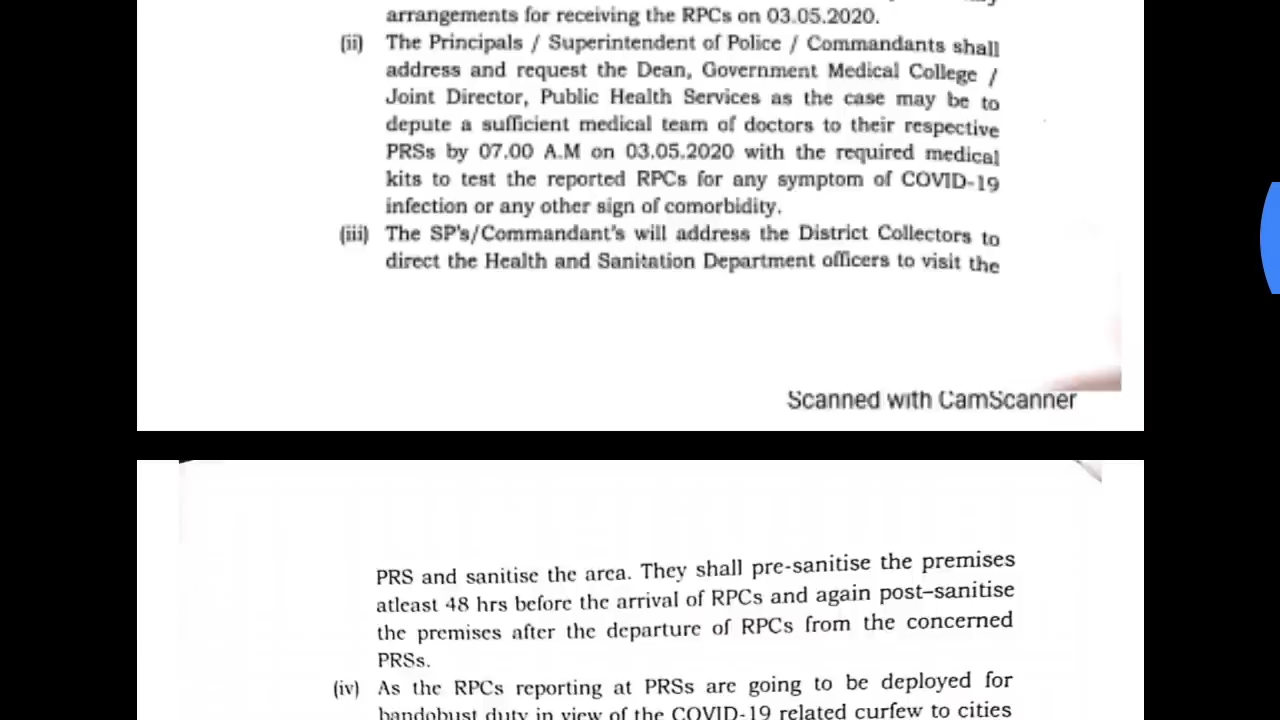 arrangements for receiving the RPCs on 03.05.2020.
(ii) The Principals / Superintendent of Police / Commandants shall
address and request the Dean, Government Medical College /
Joint Director, Public Health Services as the case may be to
depute a sufficient medical team of doctors to their respective
PRSs by 07.00 A.M on 03.05.2020 with the required medical
kits to test the reported RPCs for any symptom of COVID-19
infection or any other sign of comorbidity.
(iii) The SP's/Commandant's will address the District Collectors to
direct the Health and Sanitation Department officers to visit the
Scanned with CamScanner
PRS and sanitise the area. They shall pre-sanitise the premises
atleast 48 hrs before the arrival of RPCs and again post–sanitise
the premises after the departure of RPCs from the concerned
PRSs.
(iv) As the RPCs reporting at PRSs are going to be deployed for
bandobust duty in view of the COVID-19 related curfew to cities